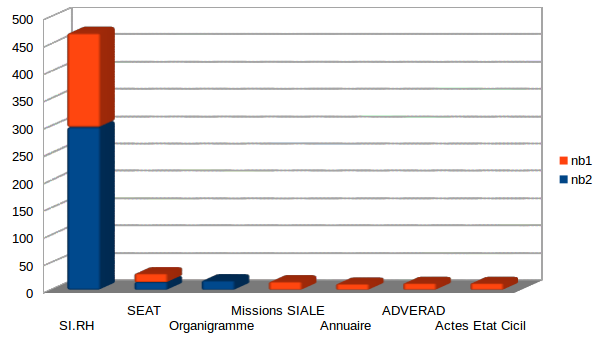 500
450
400
350
300
250
200
150
100
50
0
nb1
nb2
SEAT Missions SIALE ADVERAD
SI.RH Organigramme Annuaire Actes Etat Cicil